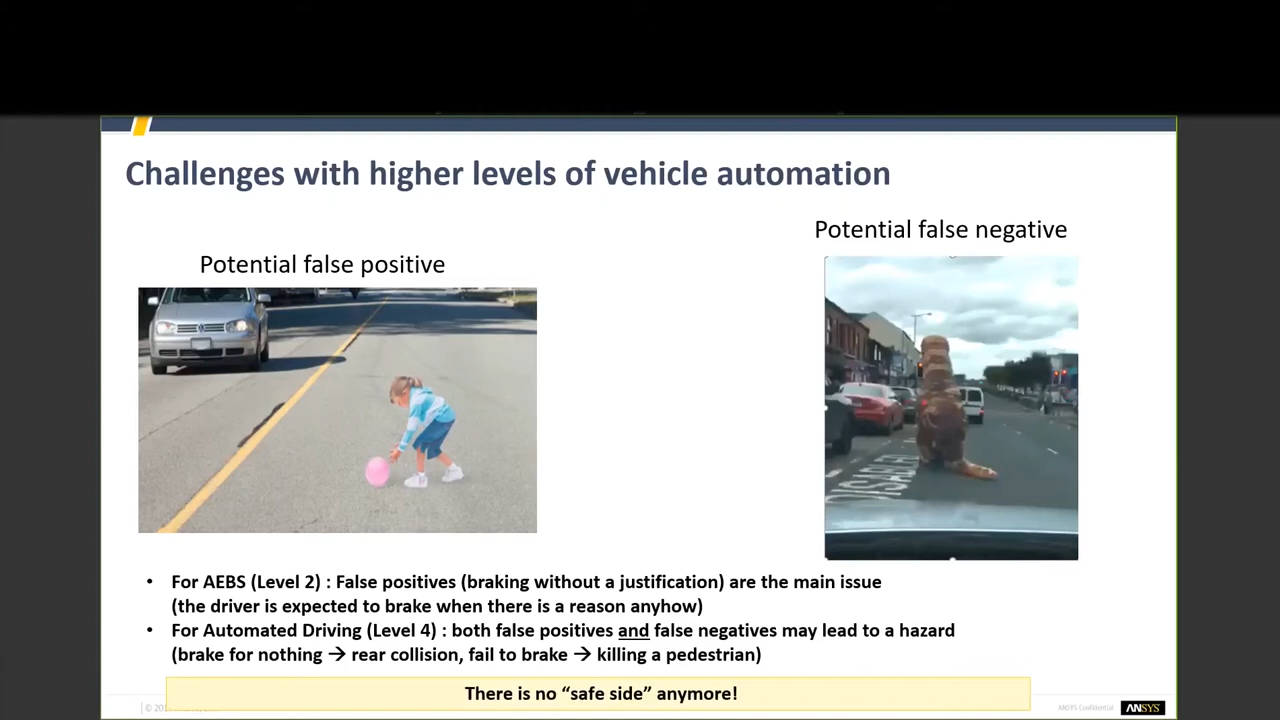 Challenges with higher levels of vehicle automation
Potential false negative
Potential false positive
DISABLED
• For AEBS (Level 2) : False positives (braking without a justification) are the main issue
(the driver is expected to brake when there is a reason anyhow)
• For Automated Driving (Level 4) : both false positives and false negatives may lead to a hazard
(brake for nothing → rear collision, fail to brake → killing a pedestrian)
There is no “safe side” anymore!
©
ANSYS Confidential
ANSYS